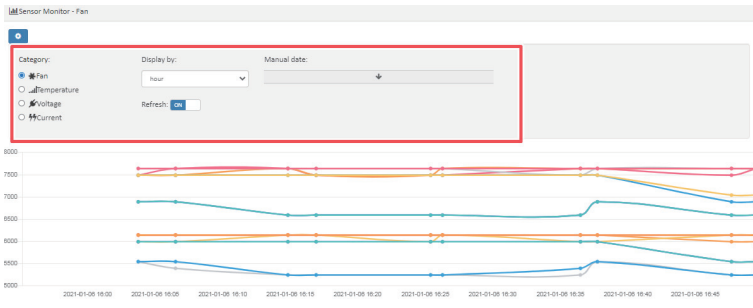 Sensor Monitor - Fan
Category:
Display by:
Manual date:
Fan
hour
Temperature
Refresh:
ON
Voltage
Current
8000
7500
7000
6500
6000
5500
5000
2021-01-06 16:00
2021-01-06 16:05
2021-01-06 16:10
2021-01-06 16:15
2021-01-06 16:20
2021-01-06 16:25
2021-01-06 16:30
2021-01-06 16:35
2021-01-06 16:40
2021-01-06 16:45